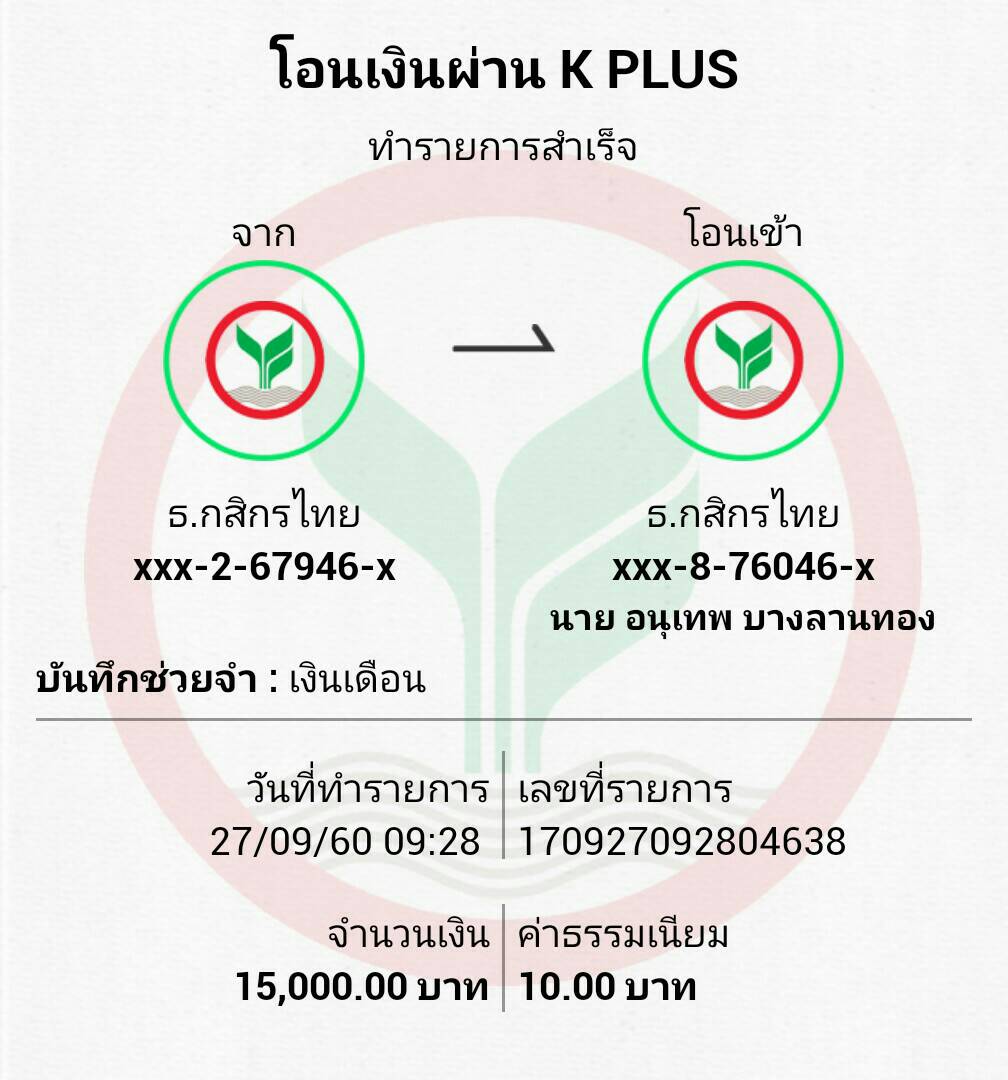 โอนเงินผ่าน K PLUS
ทำรายการสำเร็จ
จาก
โอนเข้า
ธ.กสิกรไทย
xxx-2-67946-x
ธ.กสิกรไทย
xxx-8-76046-x
นาย อนุเทพ บางลานทอง
บันทึกช่วยจำ : เงินเดือน
วันที่ทำรายการ
27/09/60 09:28
เลขที่รายการ
170927092804638
จำนวนเงิน
15,000.00 บาท
ค่าธรรมเนียม
10.00 บาท